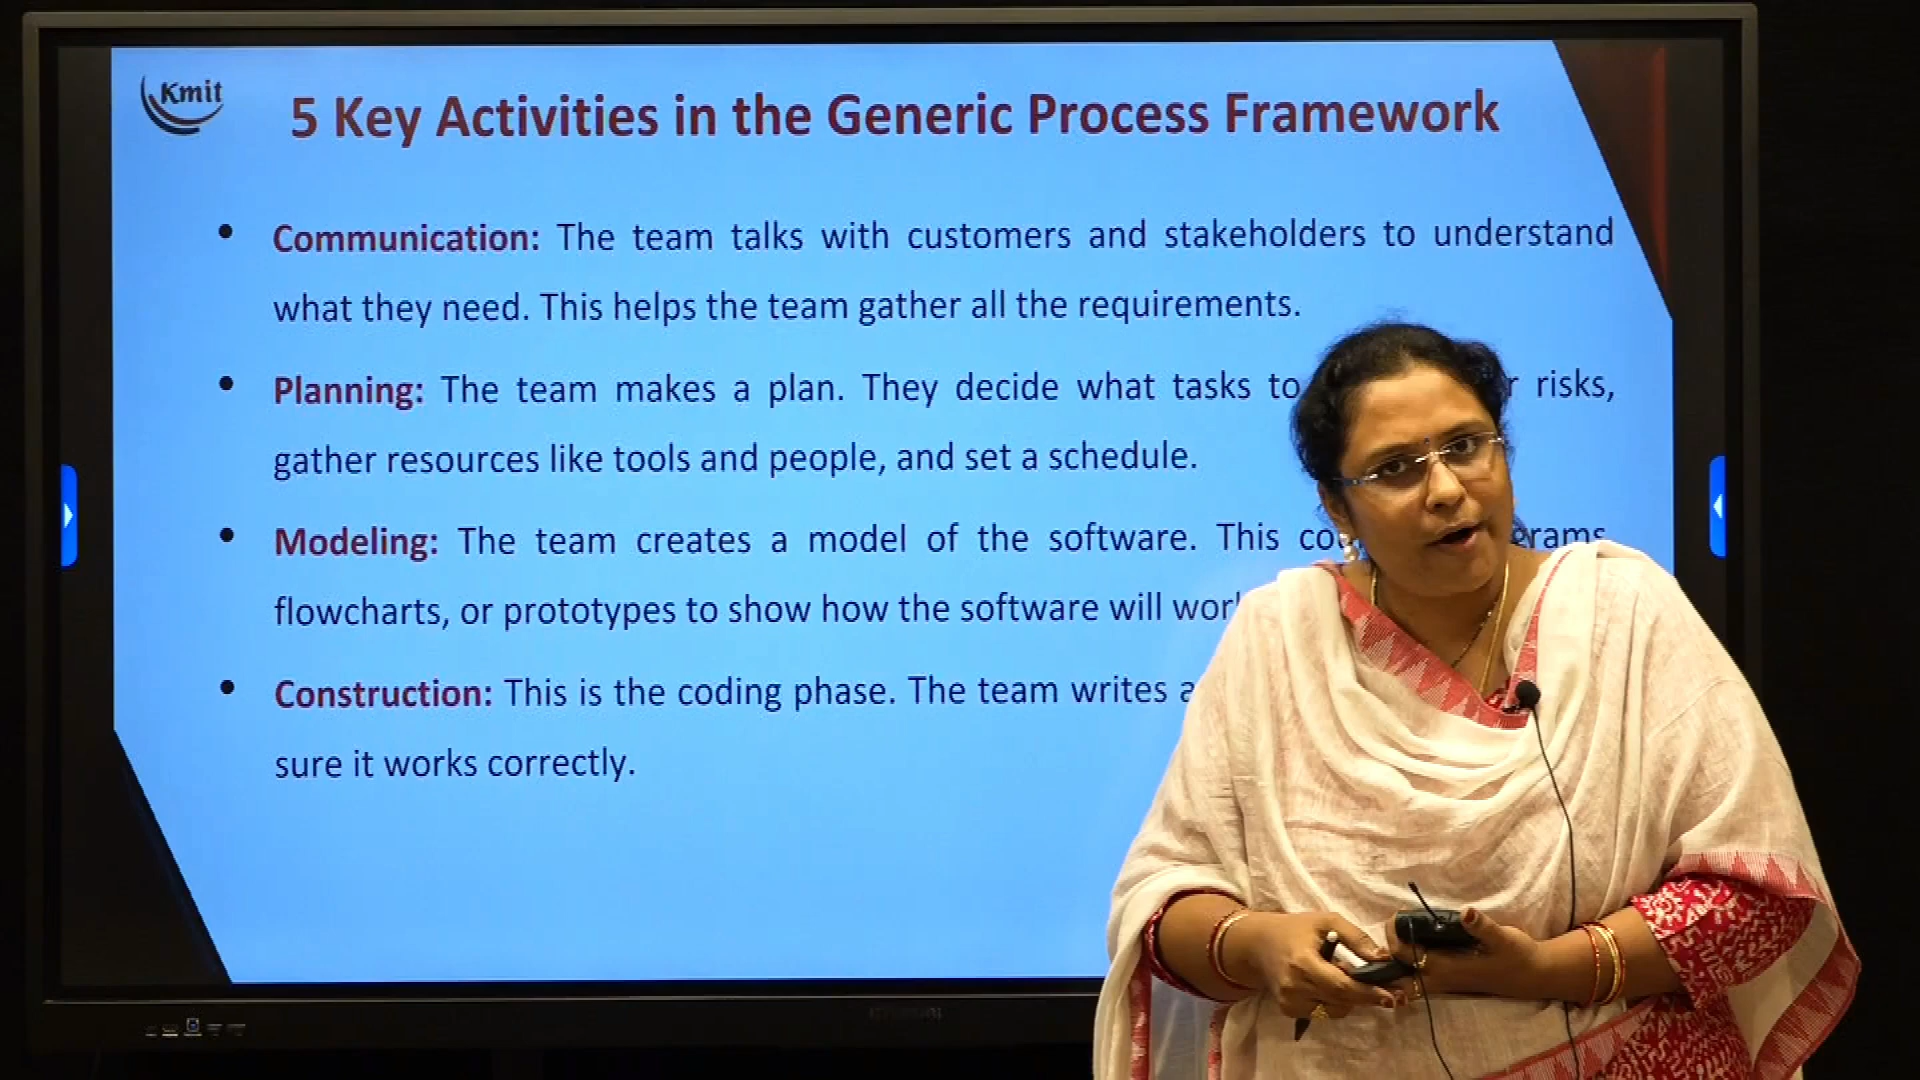 Kmit
5 Key Activities in the Generic Process Framework
• Communication: The team talks with customers and stakeholders to understand
what they need. This helps the team gather all the requirements.
• Planning: The team makes a plan. They decide what tasks to risks,
gather resources like tools and people, and set a schedule.
• Modeling: The team creates a model of the software. This
flowcharts, or prototypes to show how the software will
• Construction: This is the coding phase. The team writes
sure it works correctly.